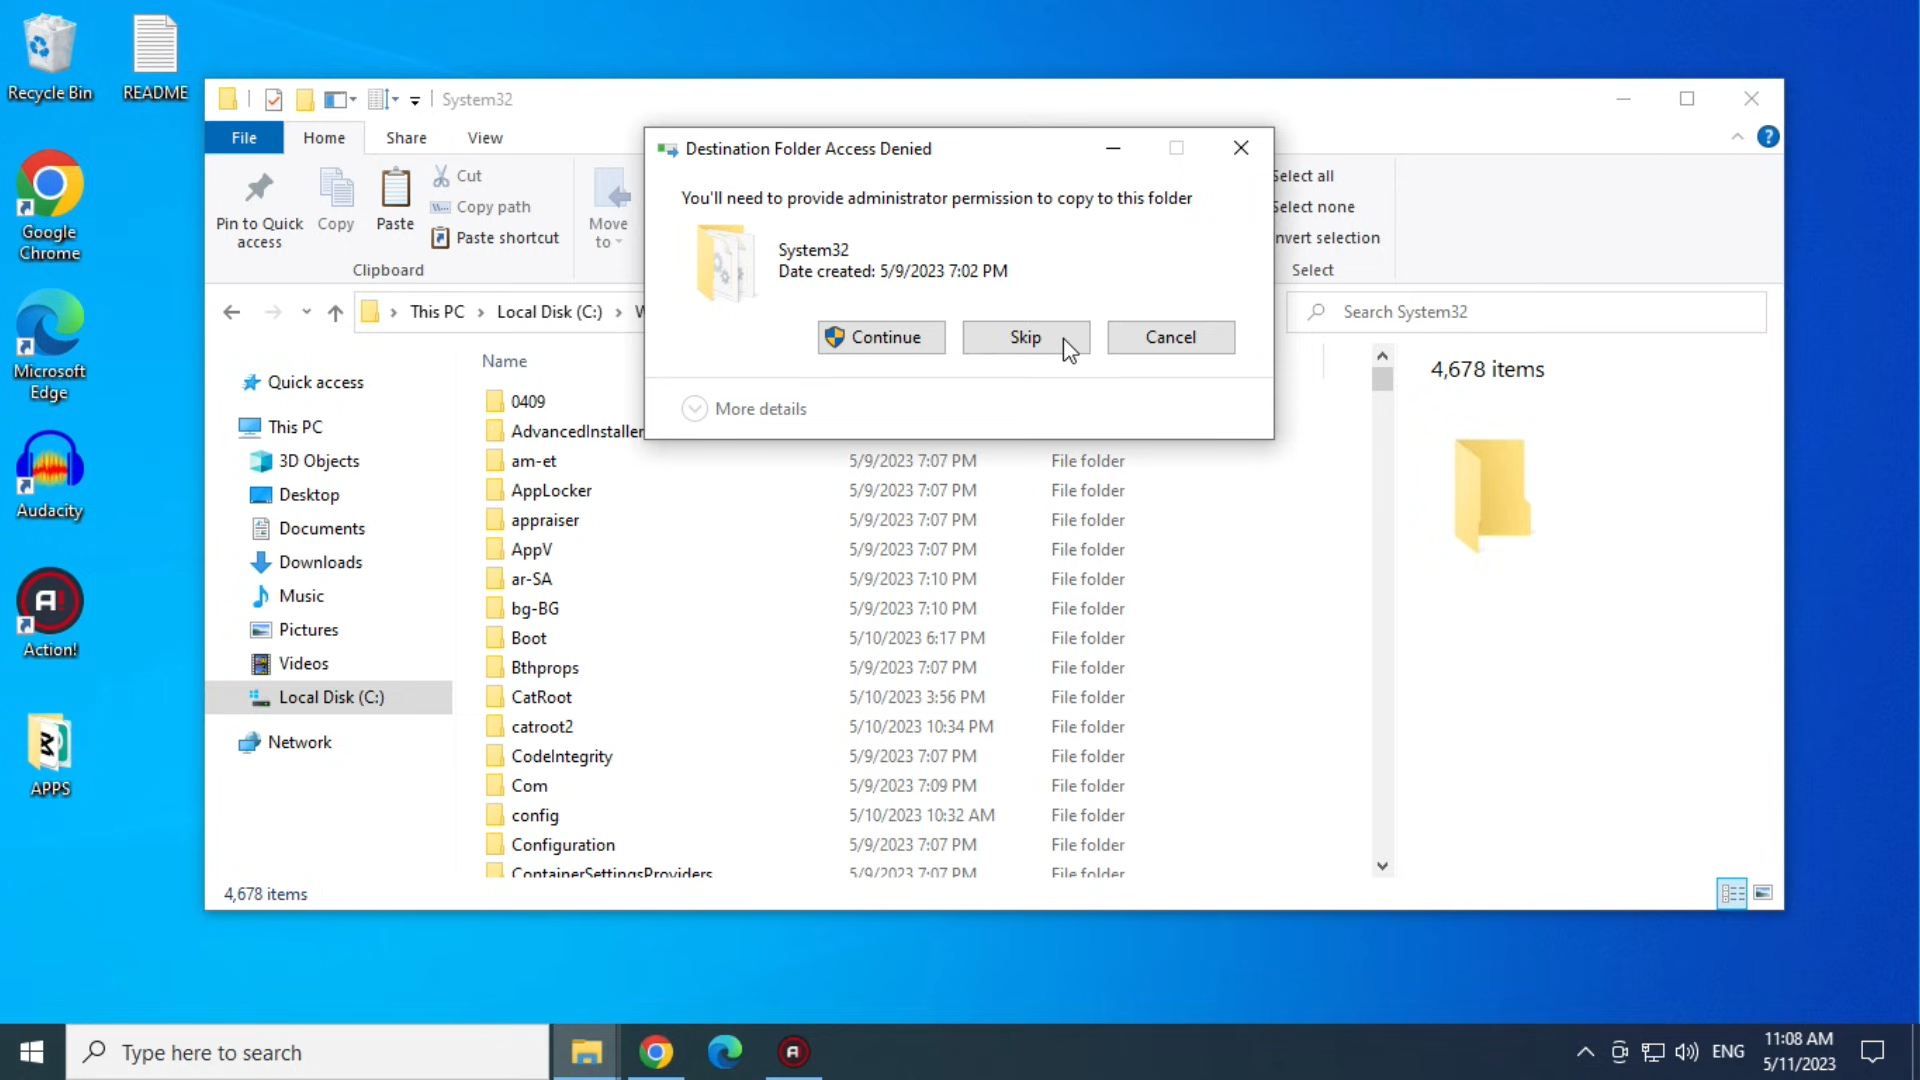 Recycle Bin
README
Google
Chrome
Microsoft
Edge
Audacity
Action!
APPS
System32
File
Home
Share
View
Pin to Quick
access
Copy
Paste
Cut
Copy path
Paste shortcut
Clipboard
Move
to
Select all
Select none
nvert selection
Select
Destination Folder Access Denied
You'll need to provide administrator permission to copy to this folder
System32
Date created: 5/9/2023 7:02 PM
Continue
Skip
Cancel
More details
This PC
Local Disk (C:)
W
Search System32
Quick access
This PC
3D Objects
Desktop
Documents
Downloads
Music
Pictures
Videos
Local Disk (C:)
Network
Name
0409
AdvancedInstaller
am-et 5/9/2023 7:07 PM File folder
AppLocker 5/9/2023 7:07 PM File folder
appraiser 5/9/2023 7:07 PM File folder
AppV 5/9/2023 7:07 PM File folder
ar-SA 5/9/2023 7:10 PM File folder
bg-BG 5/9/2023 7:10 PM File folder
Boot 5/10/2023 6:17 PM File folder
Bthprops 5/9/2023 7:07 PM File folder
CatRoot 5/10/2023 3:56 PM File folder
catroot2 5/10/2023 10:34 PM File folder
CodeIntegrity 5/9/2023 7:07 PM File folder
Com 5/9/2023 7:09 PM File folder
config 5/10/2023 10:32 AM File folder
Configuration 5/9/2023 7:07 PM File folder
ContainerSettingsProviders 5/9/2023 7:07 PM File folder
4,678 items
4,678 items
Type here to search
ENG
11:08 AM
5/11/2023